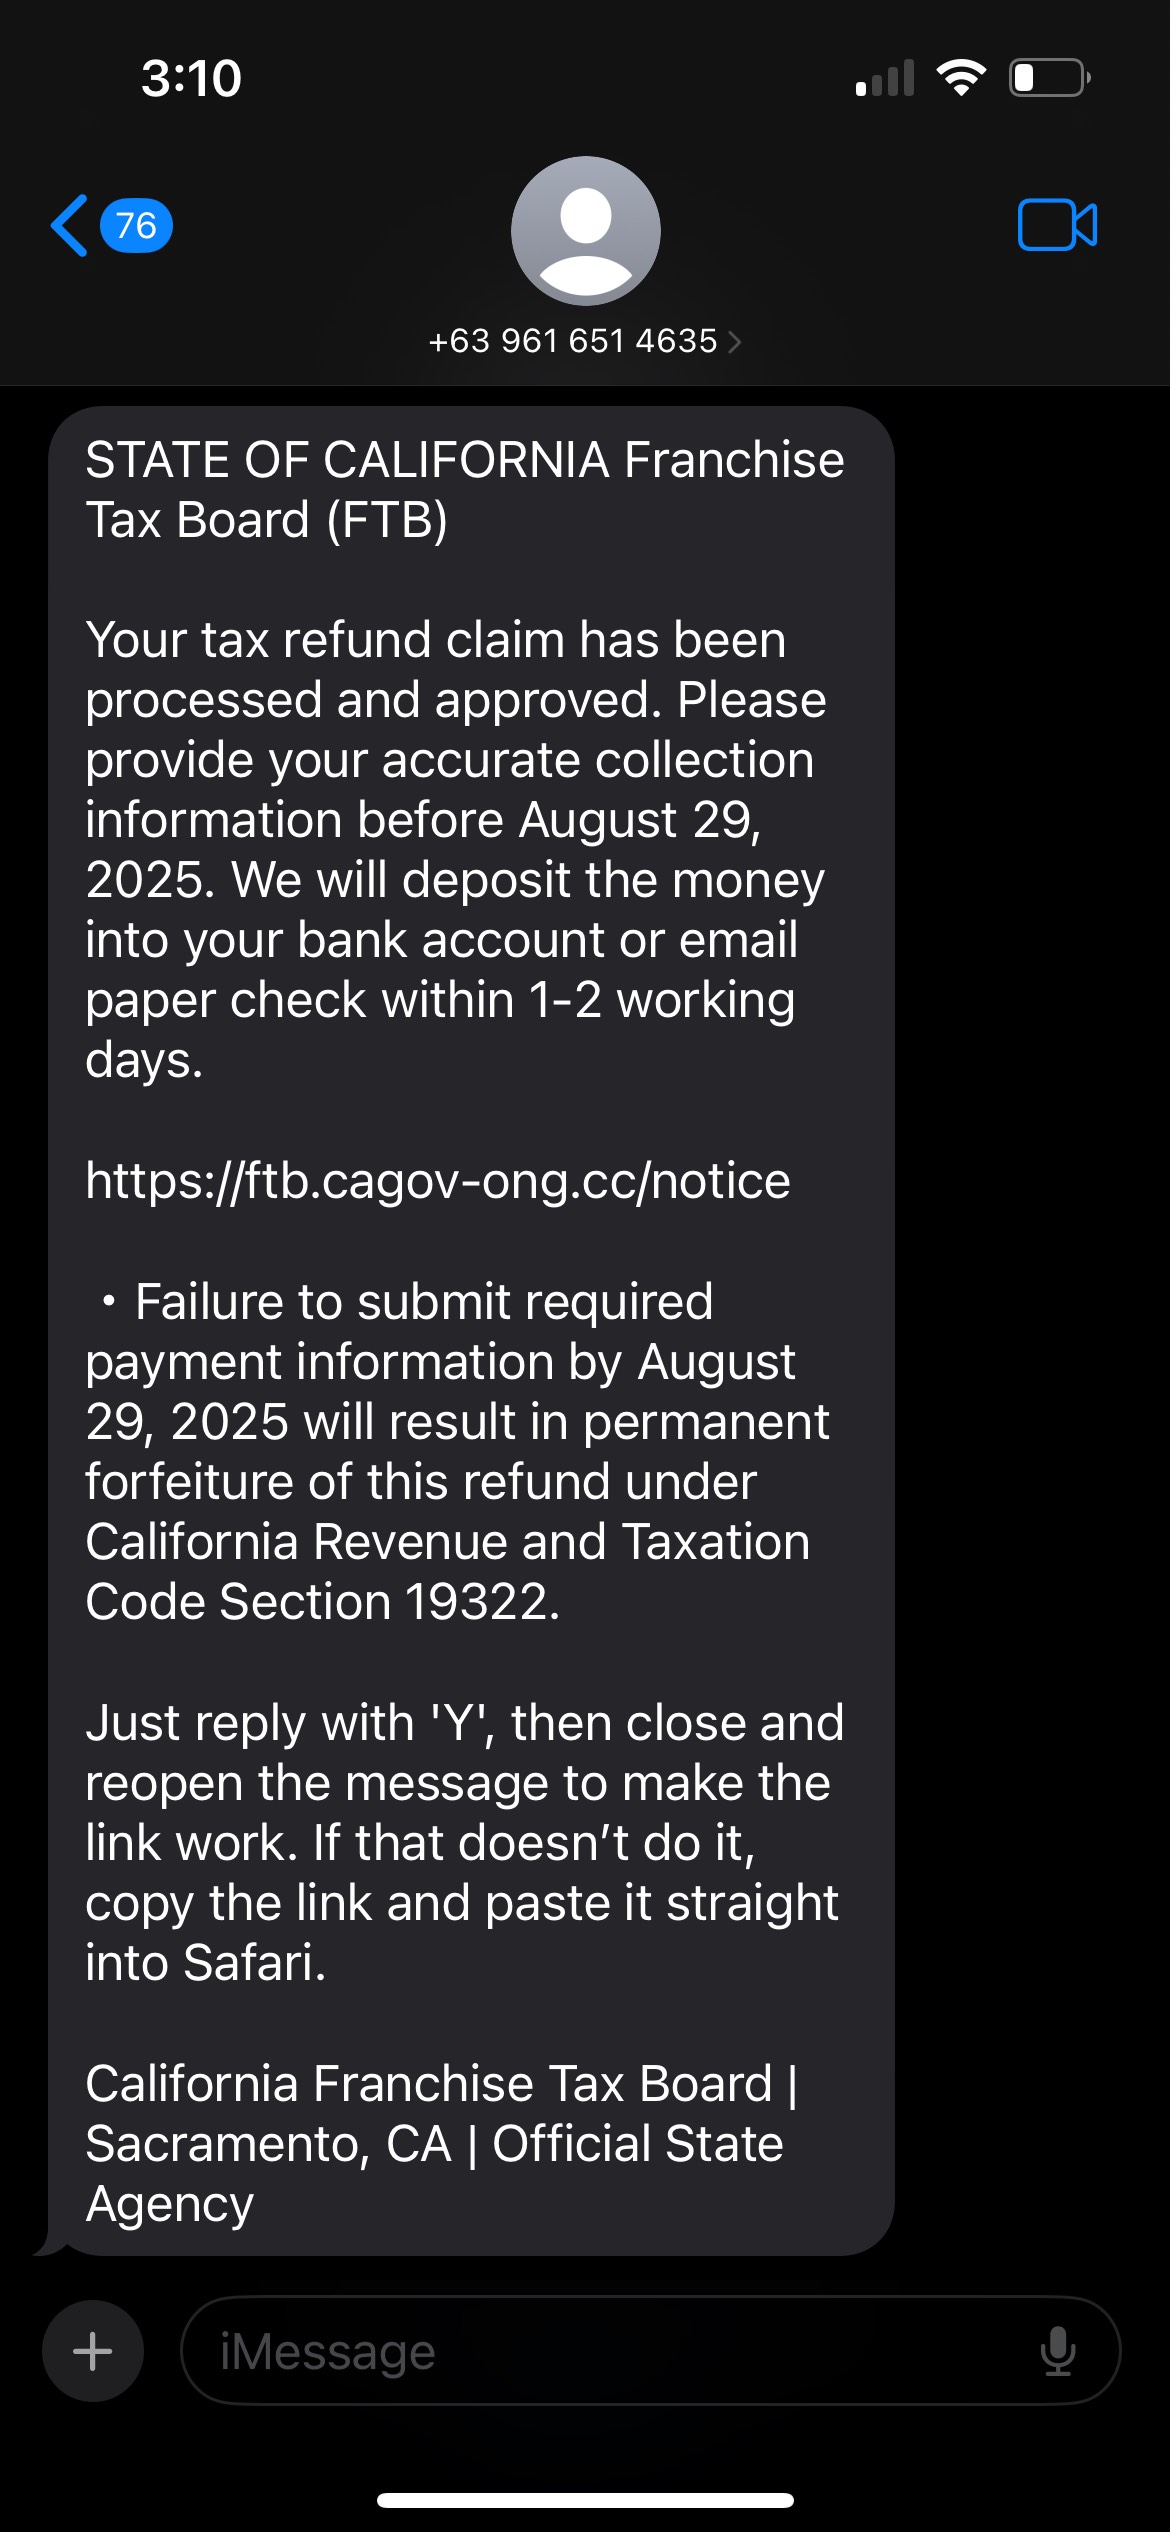 3:10
76
+63 961 651 4635
STATE OF CALIFORNIA Franchise
Tax Board (FTB)
Your tax refund claim has been
processed and approved. Please
provide your accurate collection
information before August 29,
2025. We will deposit the money
into your bank account or email
paper check within 1-2 working
days.
https://ftb.cagov-ong.cc/notice
• Failure to submit required
payment information by August
29, 2025 will result in permanent
forfeiture of this refund under
California Revenue and Taxation
Code Section 19322.
Just reply with 'Y', then close and
reopen the message to make the
link work. If that doesn’t do it,
copy the link and paste it straight
into Safari.
California Franchise Tax Board |
Sacramento, CA | Official State
Agency
iMessage